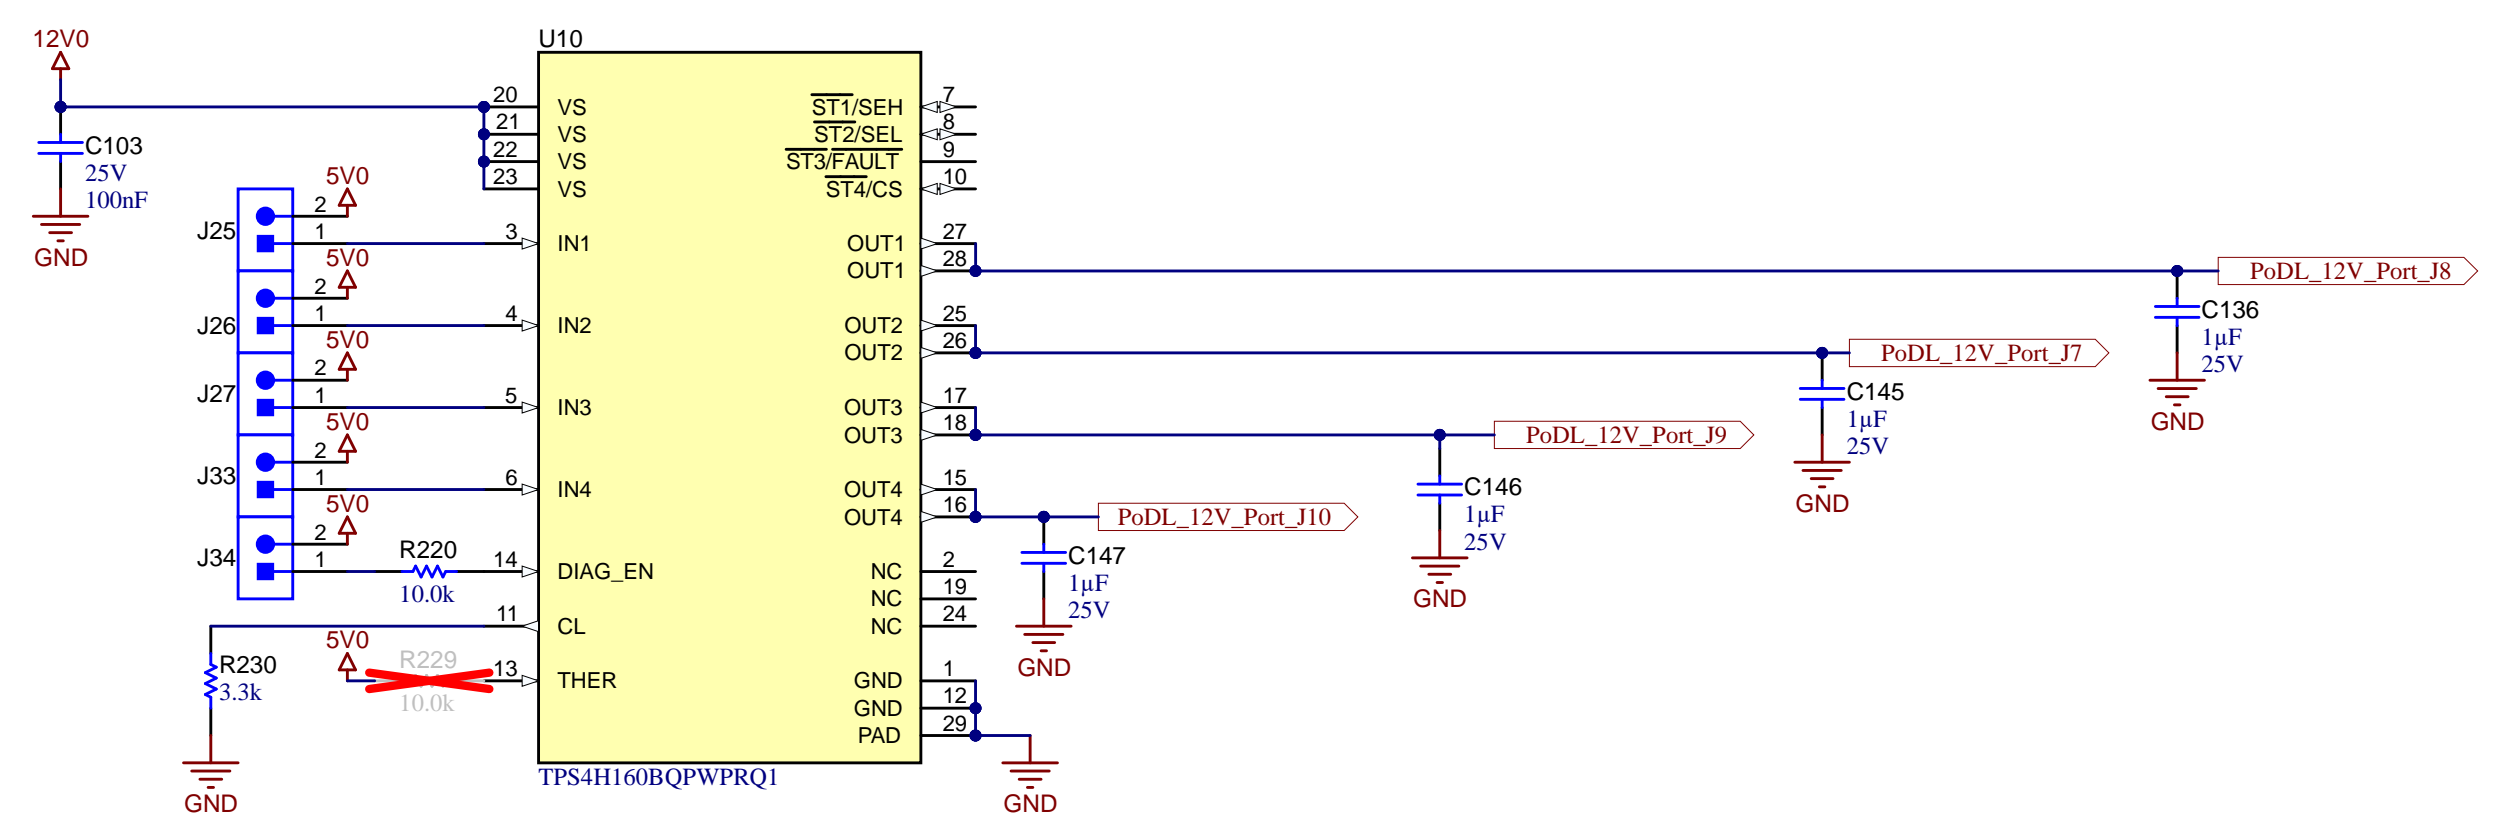 12V0
C103
25V
100nF
GND
U10
20 VS
21 VS
22 VS
23 VS
ST1/SEH 7
ST2/SEL 8
ST3/FAULT 9
ST4/CS 10
5V0
J25
2
1
3 IN1
OUT1 27
OUT1 28
PoDL_12V_Port_J8
C136
1µF
25V
GND
5V0
J26
2
1
4 IN2
OUT2 25
OUT2 26
PoDL_12V_Port_J7
C145
1µF
25V
GND
5V0
J27
2
1
5 IN3
OUT3 17
OUT3 18
PoDL_12V_Port_J9
C146
1µF
25V
GND
5V0
J33
2
1
6 IN4
OUT4 15
OUT4 16
PoDL_12V_Port_J10
C147
1µF
25V
GND
5V0
J34
2
1
R220
10.0k
14 DIAG_EN
NC 2
NC 19
NC 24
11 CL
R230
3.3k
GND
5V0
R229
10.0k
13 THER
GND 1
GND 12
PAD 29
GND
TPS4H160BQPWPRQ1